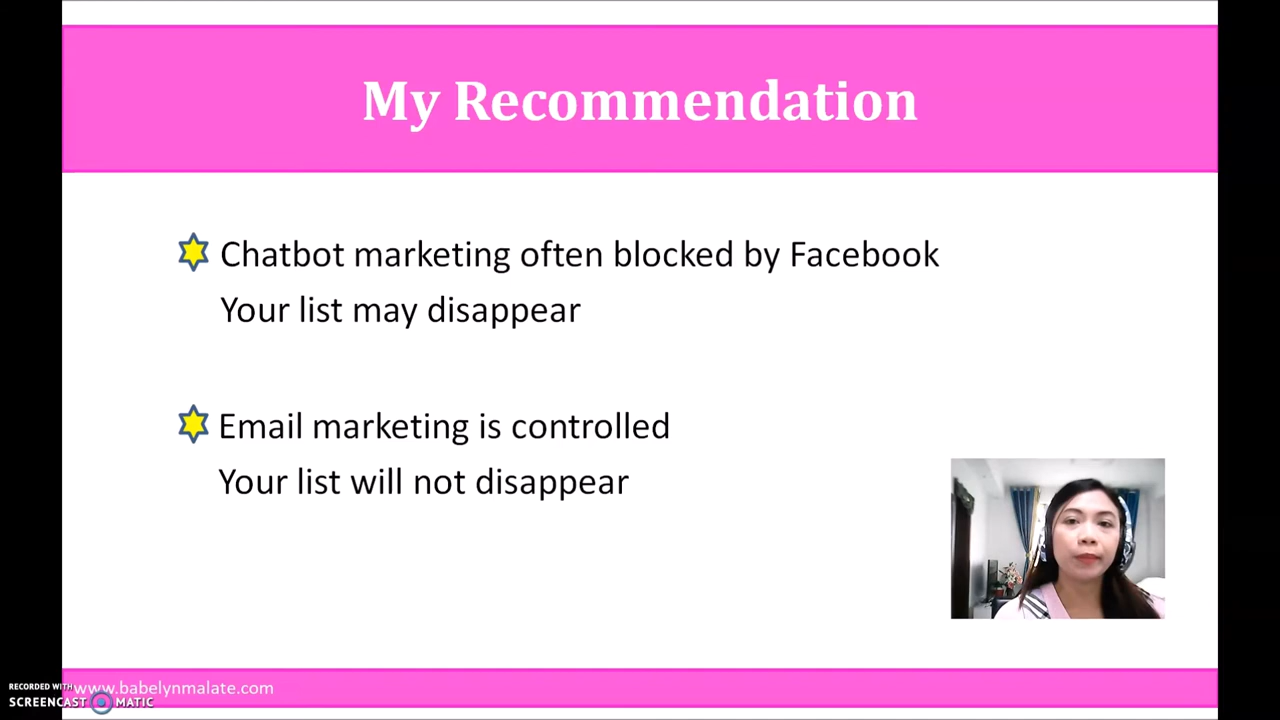 My Recommendation
Chatbot marketing often blocked by Facebook
Your list may disappear
Email marketing is controlled
Your list will not disappear
www.babelynmalate.com
RECORDED WITH
SCREENCAST MATIC